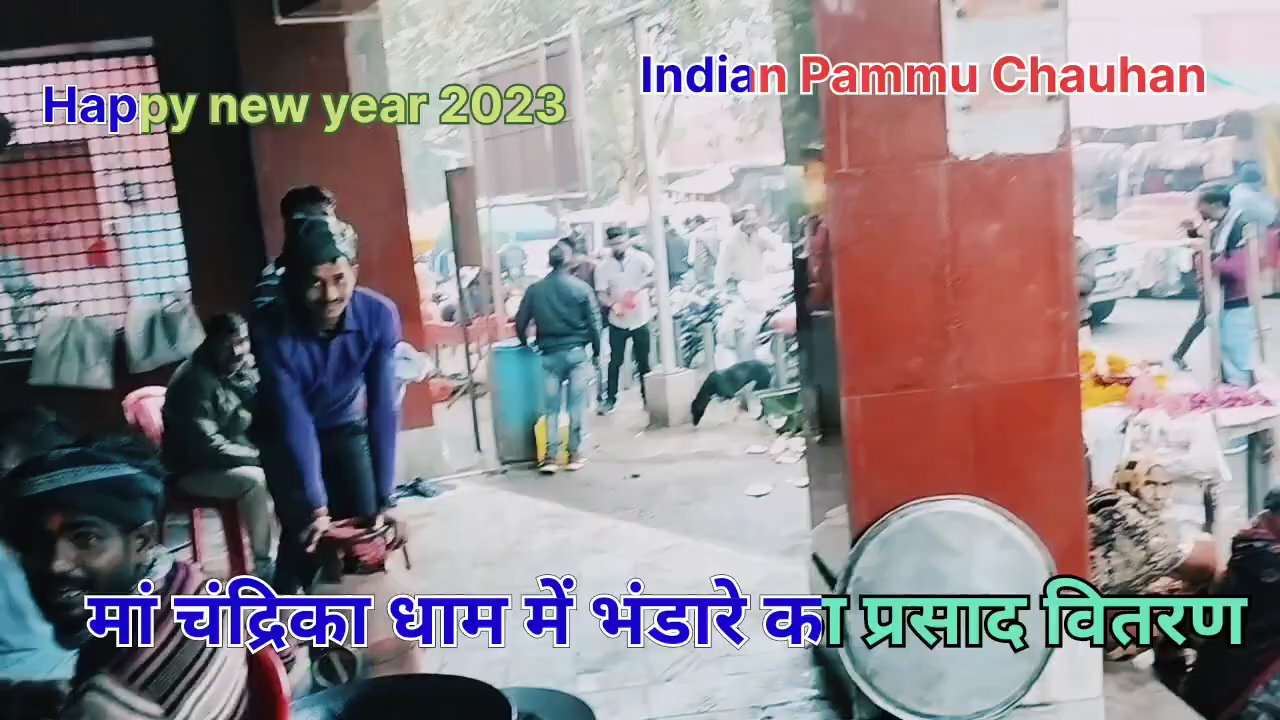 Indian Pammu Chauhan
Happy new year 2023
मां चंद्रिका धाम में भंडारे का प्रसाद वितरण